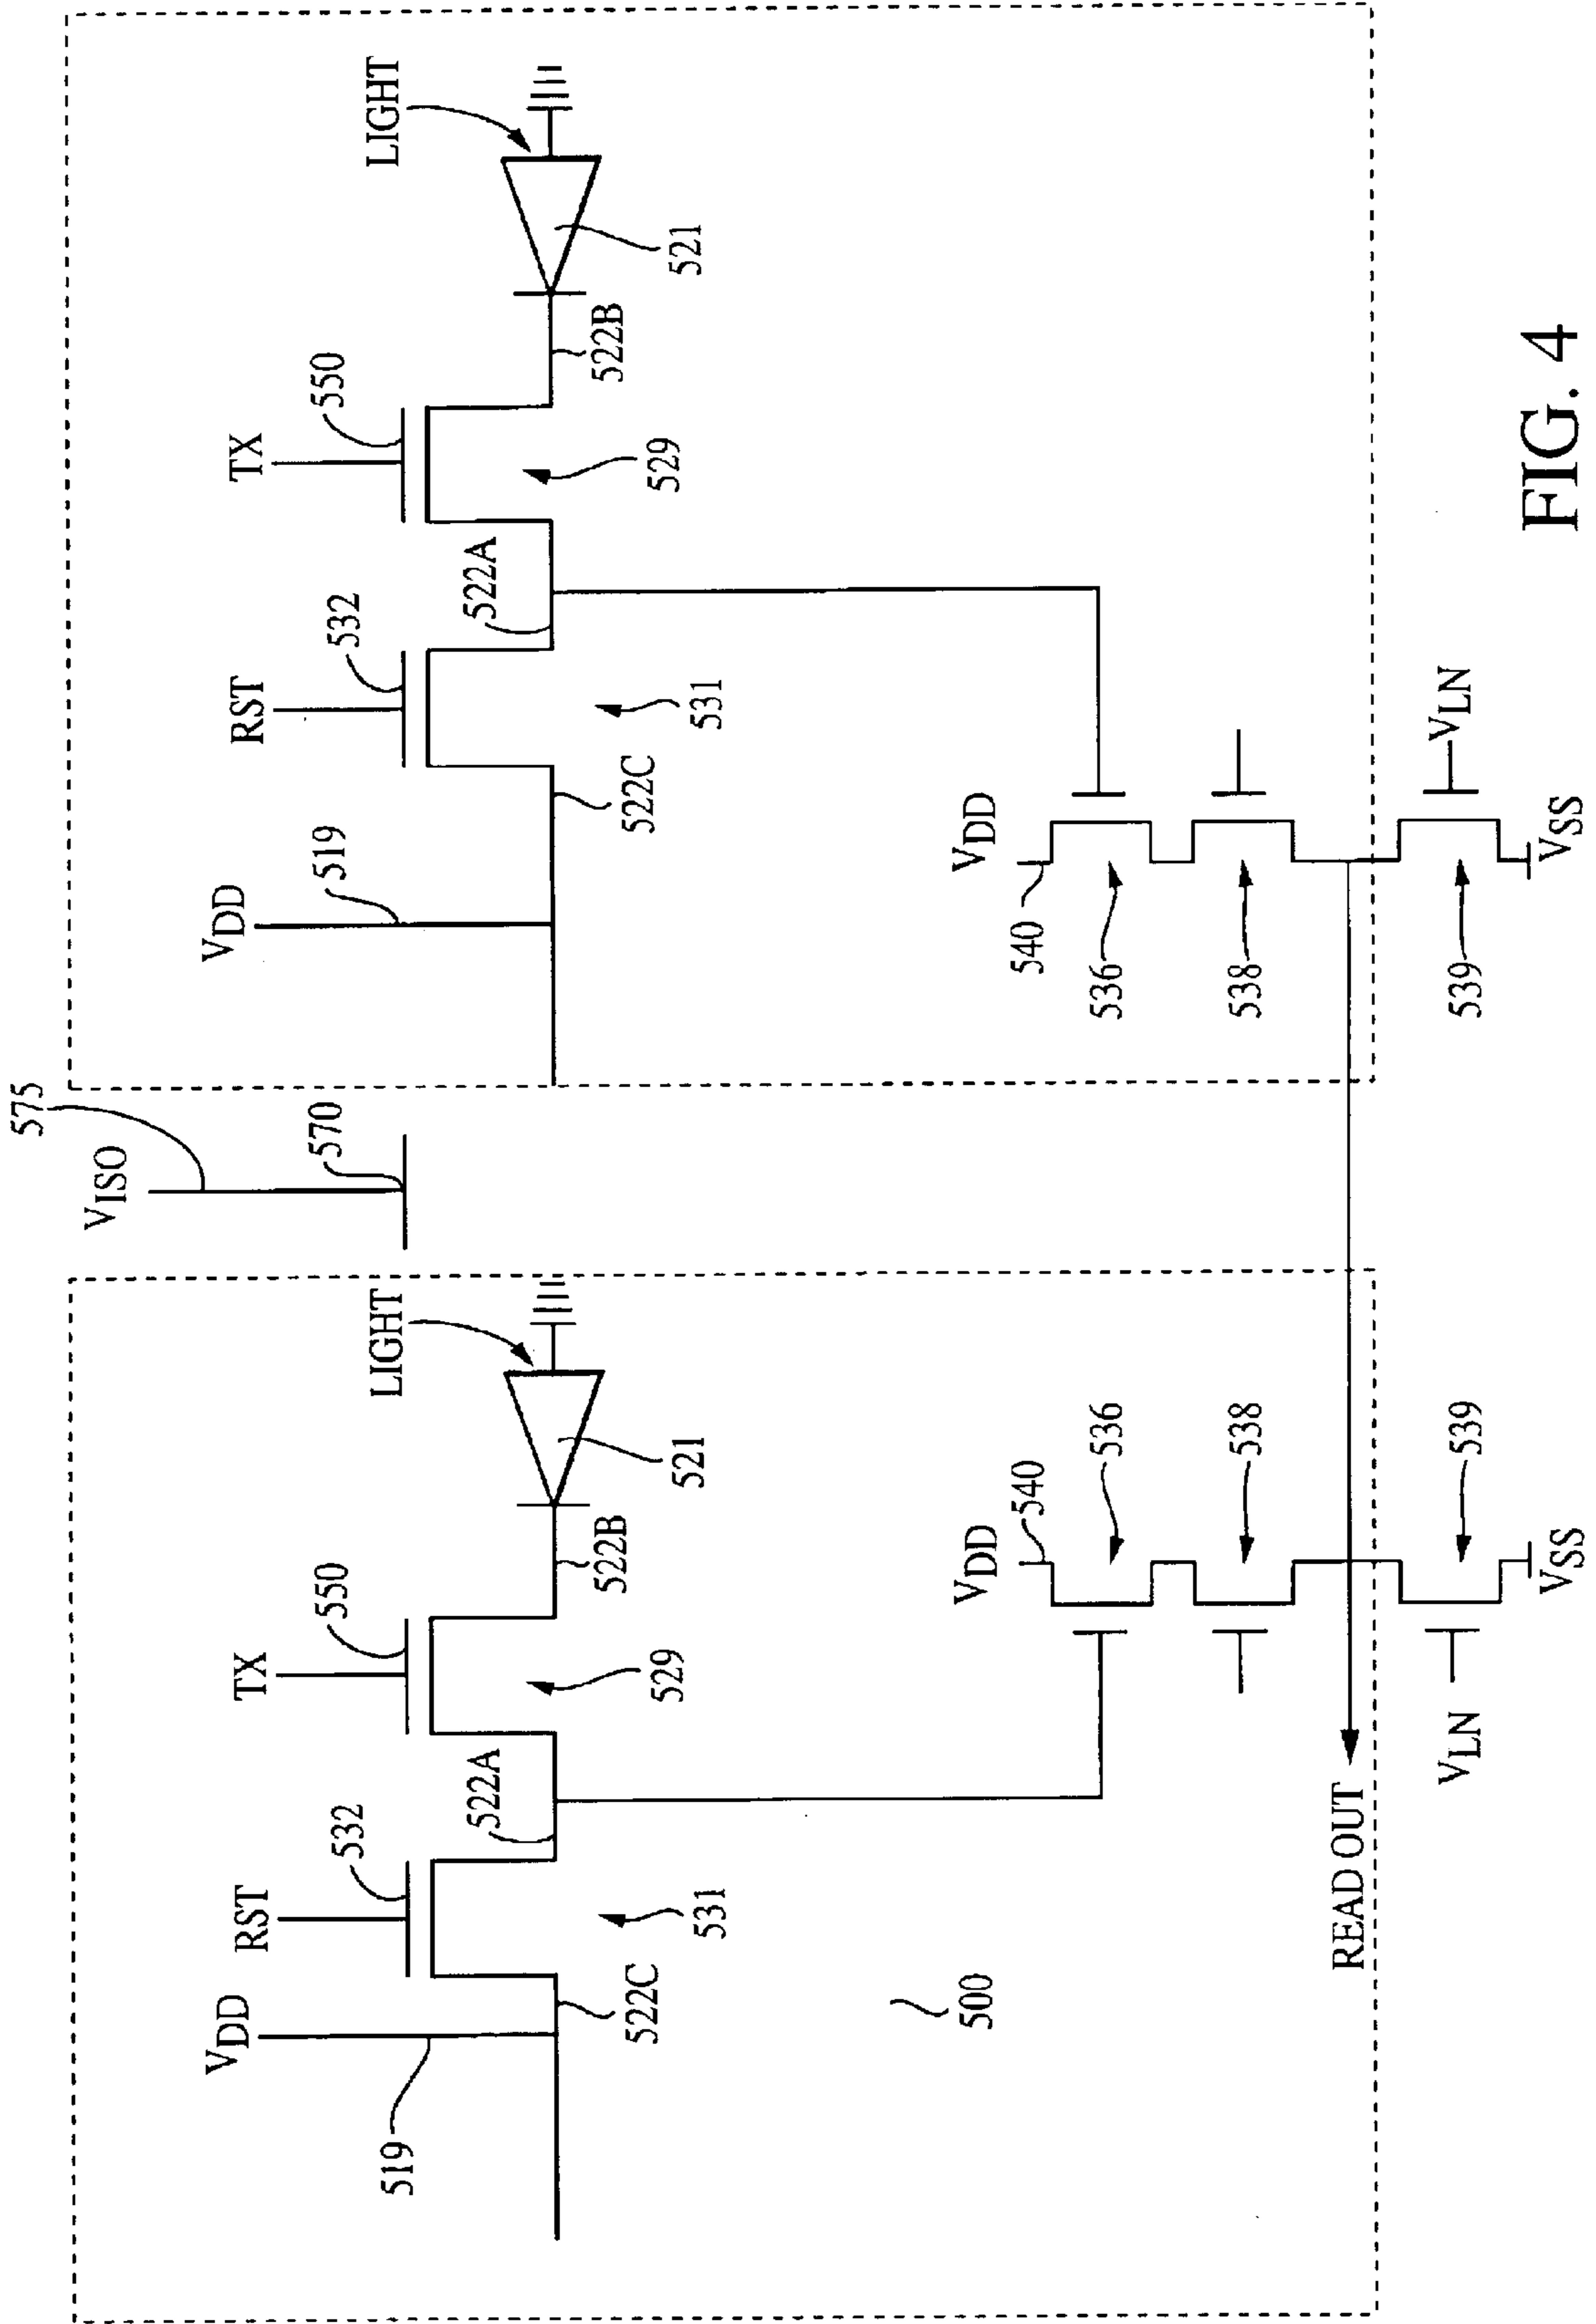 575
VISO
570
VDD
519
519
RST
532
TX
550
LIGHT
522C
531
522A
529
522B
521
500
VDD
540
536
538
READ OUT
VLN
539
VSS
VDD
519
RST
532
TX
550
LIGHT
522C
531
522A
529
522B
521
VDD
540
536
538
539
VLN
VSS
FIG. 4